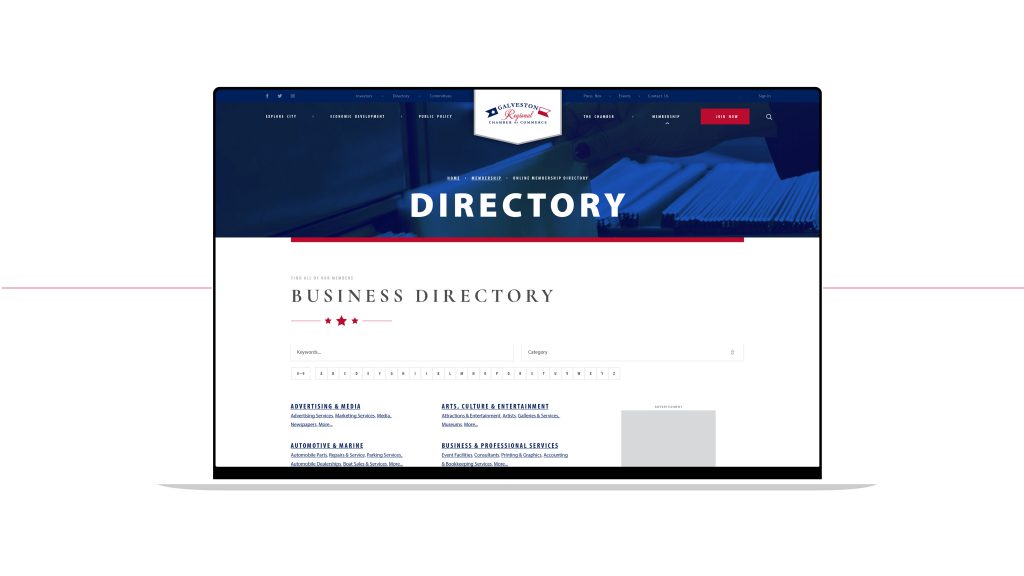 Investors Directory Committees
Press Box Events Contact Us Sign In
EXPLORE CITY ECONOMIC DEVELOPMENT PUBLIC POLICY
GALVESTON
Regional
CHAMBER of COMMERCE
THE CHAMBER MEMBERSHIP JOIN NOW
HOME MEMBERSHIP ONLINE MEMBERSHIP DIRECTORY
DIRECTORY
FIND ALL OF OUR MEMBERS
BUSINESS DIRECTORY
Keywords... Category
0-9 A B C D E F G H I J K L M N O P Q R S T U V W X Y Z
ADVERTISING & MEDIA
Advertising Services, Marketing Services, Media,
Newspapers, More...
ARTS, CULTURE & ENTERTAINMENT
Attractions & Entertainment, Artists, Galleries & Services,
Museums, More...
ADVERTISEMENT
AUTOMOTIVE & MARINE
Automobile Parts, Repairs & Service, Parking Services,
Automobile Dealerships, Boat Sales & Services, More...
BUSINESS & PROFESSIONAL SERVICES
Event Facilities, Consultants, Printing & Graphics, Accounting
& Bookkeeping Services, More...